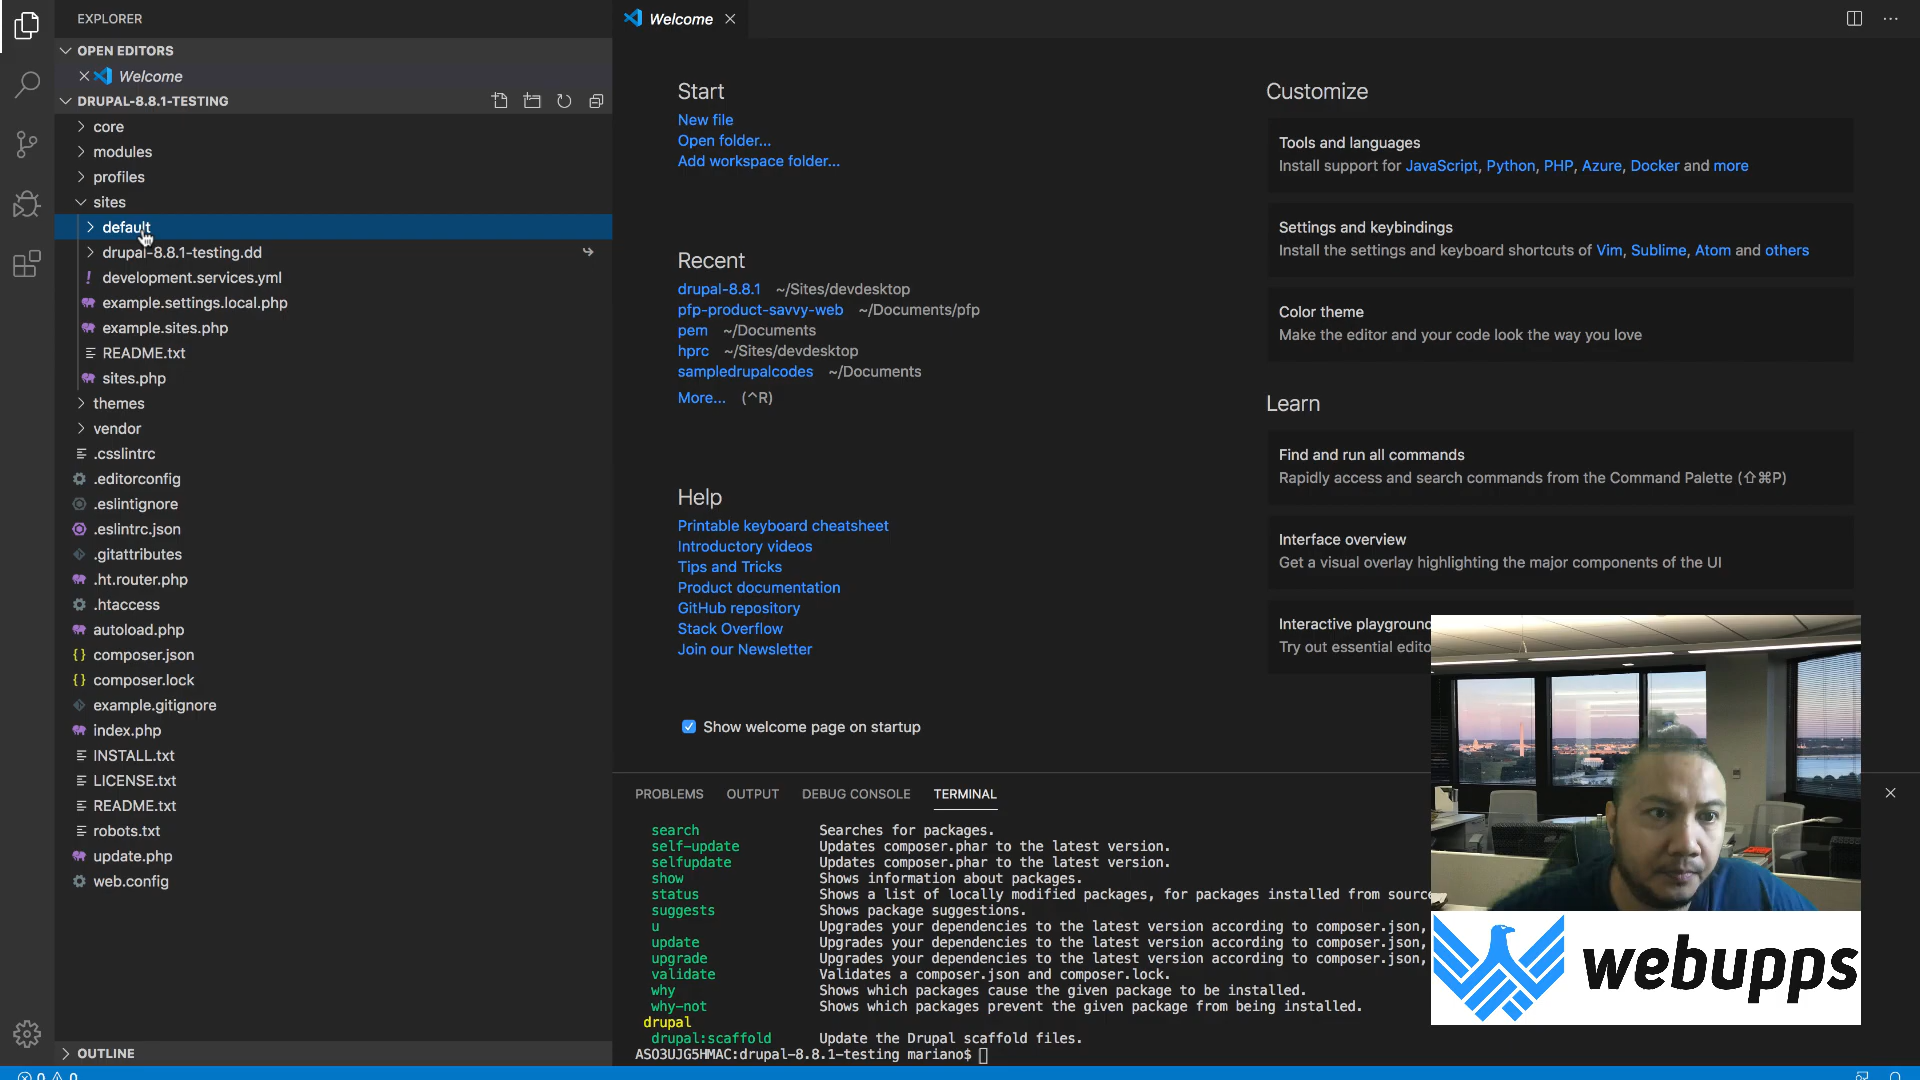 EXPLORER
OPEN EDITORS
Welcome
DRUPAL-8.8.1-TESTING
core
modules
profiles
sites
default
drupal-8.8.1-testing.dd
development.services.yml
example.settings.local.php
example.sites.php
README.txt
sites.php
themes
vendor
.csslintrc
.editorconfig
.eslintignore
.eslintrc.json
.gitattributes
.ht.router.php
.htaccess
autoload.php
composer.json
composer.lock
example.gitignore
index.php
INSTALL.txt
LICENSE.txt
README.txt
robots.txt
update.php
web.config
OUTLINE
0 0
Welcome
Start
New file
Open folder...
Add workspace folder...
Recent
drupal-8.8.1 ~/Sites/devdesktop
pfp-product-savvy-web ~/Documents/pfp
pem ~/Documents
hprc ~/Sites/devdesktop
sampledrupalcodes ~/Documents
More... (^R)
Help
Printable keyboard cheatsheet
Introductory videos
Tips and Tricks
Product documentation
GitHub repository
Stack Overflow
Join our Newsletter
Show welcome page on startup
Customize
Tools and languages
Install support for JavaScript, Python, PHP, Azure, Docker and more
Settings and keybindings
Install the settings and keyboard shortcuts of Vim, Sublime, Atom and others
Color theme
Make the editor and your code look the way you love
Learn
Find and run all commands
Rapidly access and search commands from the Command Palette (⇧⌘P)
Interface overview
Get a visual overlay highlighting the major components of the UI
Interactive playgroun
Try out essential edito
PROBLEMS OUTPUT DEBUG CONSOLE TERMINAL
search Searches for packages.
self-update Updates composer.phar to the latest version.
selfupdate Updates composer.phar to the latest version.
show Shows information about packages.
status Shows a list of locally modified packages, for packages installed from sourc
suggests Shows package suggestions.
u Upgrades your dependencies to the latest version according to composer.json,
update Upgrades your dependencies to the latest version according to composer.json,
upgrade Upgrades your dependencies to the latest version according to composer.json,
validate Validates a composer.json and composer.lock.
why Shows which packages cause the given package to be installed.
why-not Shows which packages prevent the given package from being installed.
drupal
drupal:scaffold Update the Drupal scaffold files.
ASO3UJG5HMAC:drupal-8.8.1-testing mariano$
webupps